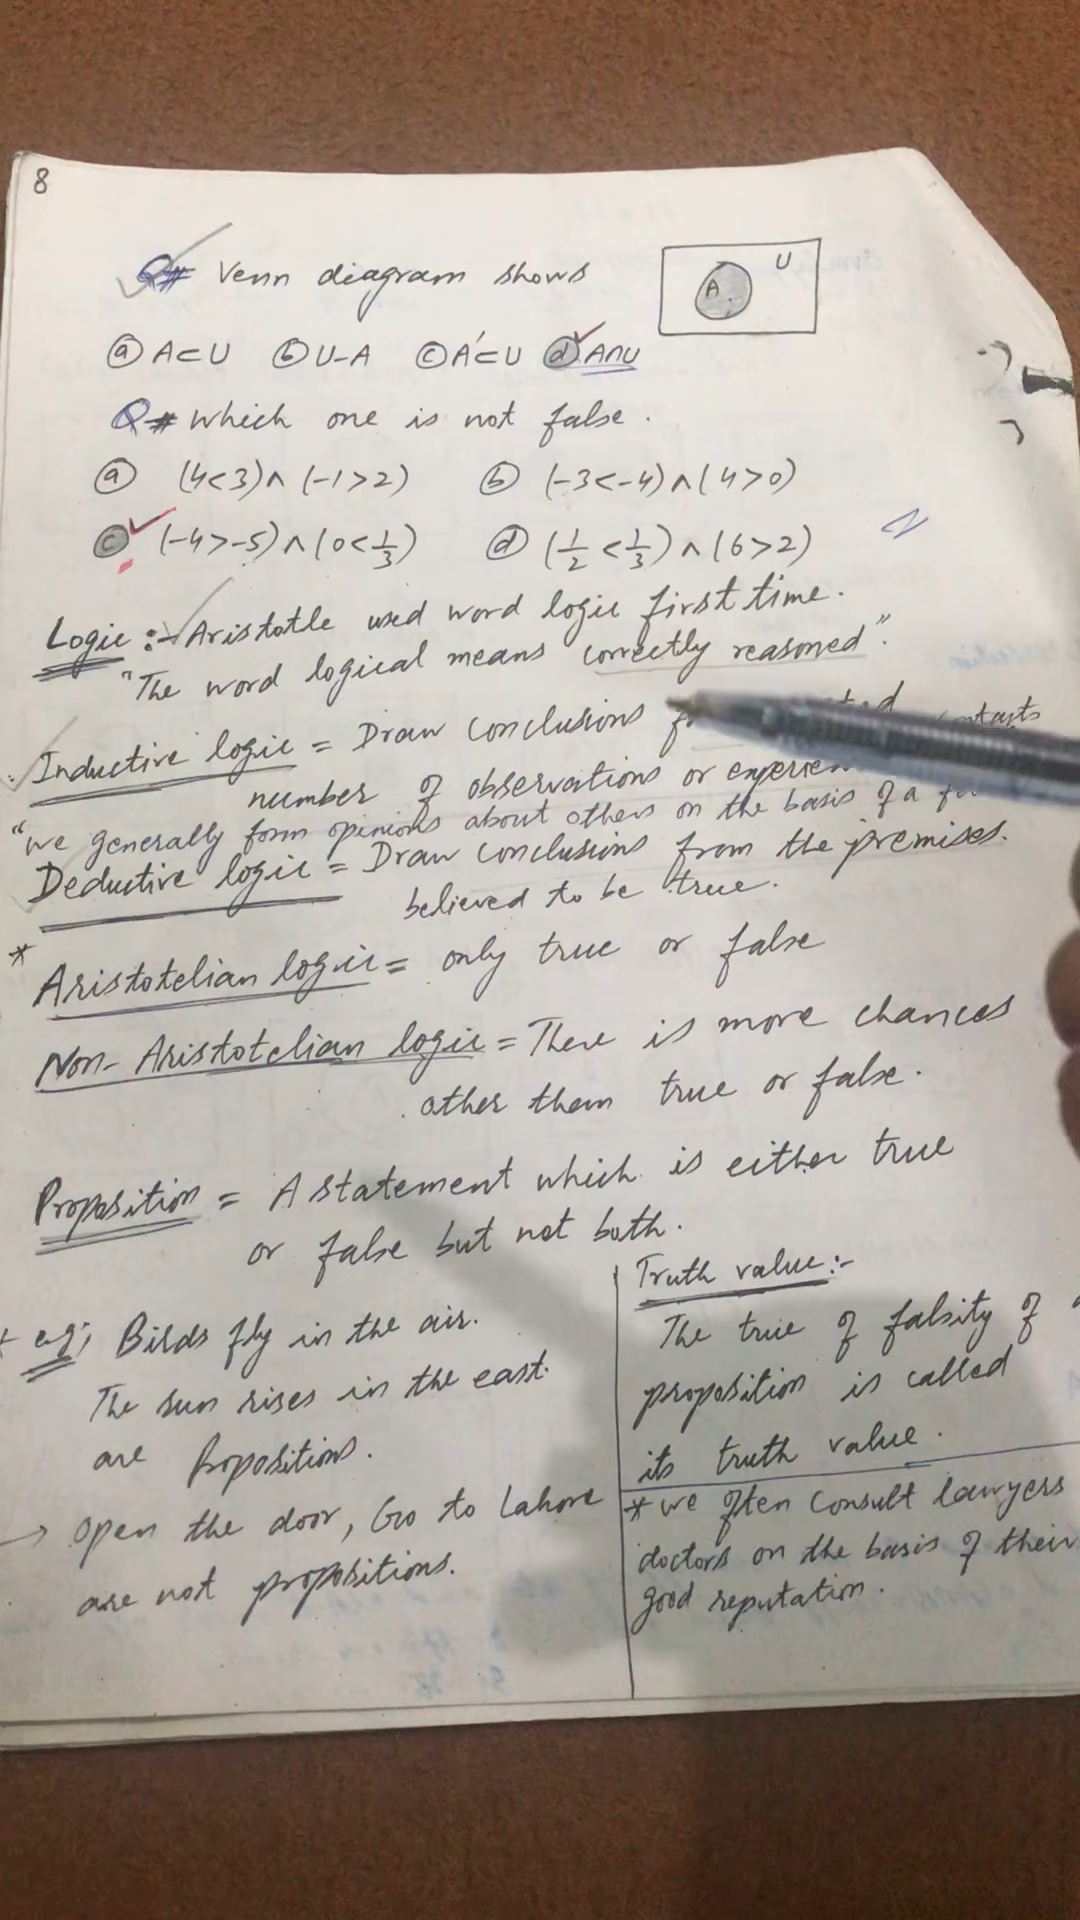 8
Q# Venn diagram shows
A U
ⓐ A⊂U ⓑ U-A ⓒ A′⊂U ⓓ A∩U
Q# which one is not false.
ⓐ (4<3)∧(-1>2) ⓑ (-3<-4)∧(4>0)
ⓒ (-4>-5)∧(0<1/3) ⓓ (1/2<1/3)∧(6>2)
Logic :- Aristotle used word logic first time.
"The word logical means correctly reasoned".
Inductive logic = Draw conclusions
number of observations or
"we generally form opinions about others on the basis of a
Deductive logic = Draw conclusions from the premises.
believed to be true.
* Aristotelian logic = only true or false
Non-Aristotelian logic = There is more chances
other them true or false.
Proposition = A statement which is either true
or false but not both.
* e.g; Birds fly in the air.
The sun rises in the east.
are Propositions.
→ Open the door, Go to Lahore
are not propositions.
Truth value:-
The true of falsity of
proposition is called
its truth value.
* we often consult lawyers
doctors on the basis of their
good reputation.